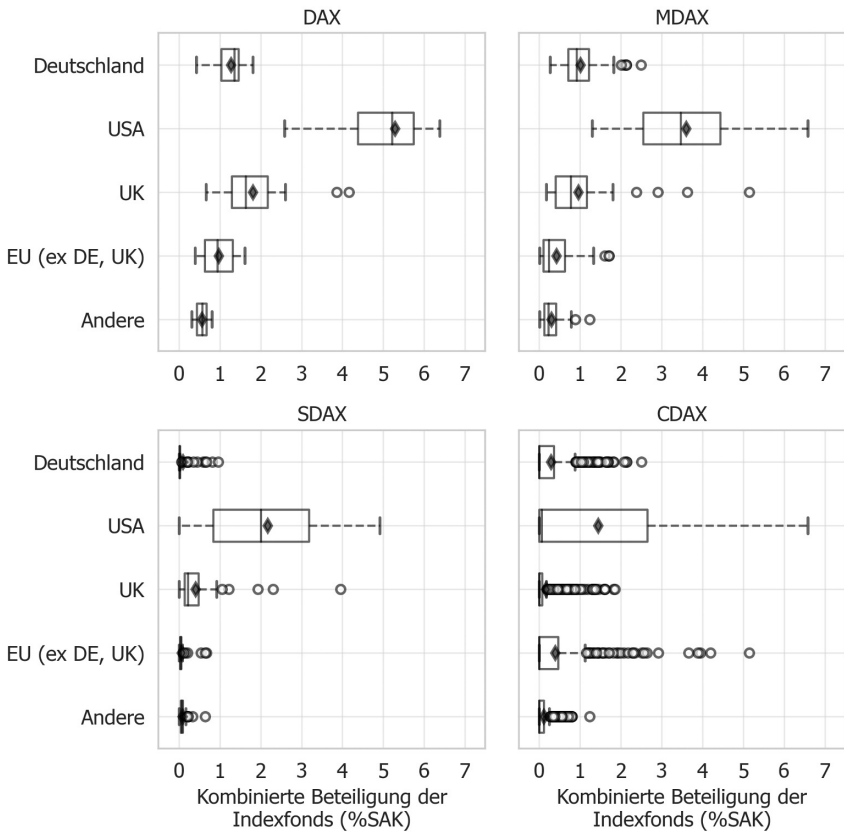 DAX
MDAX
Deutschland
USA
UK
EU (ex DE, UK)
Andere
0 1 2 3 4 5 6 7
0 1 2 3 4 5 6 7
SDAX
CDAX
Deutschland
USA
UK
EU (ex DE, UK)
Andere
0 1 2 3 4 5 6 7
0 1 2 3 4 5 6 7
Kombinierte Beteiligung der
Indexfonds (%SAK)
Kombinierte Beteiligung der
Indexfonds (%SAK)